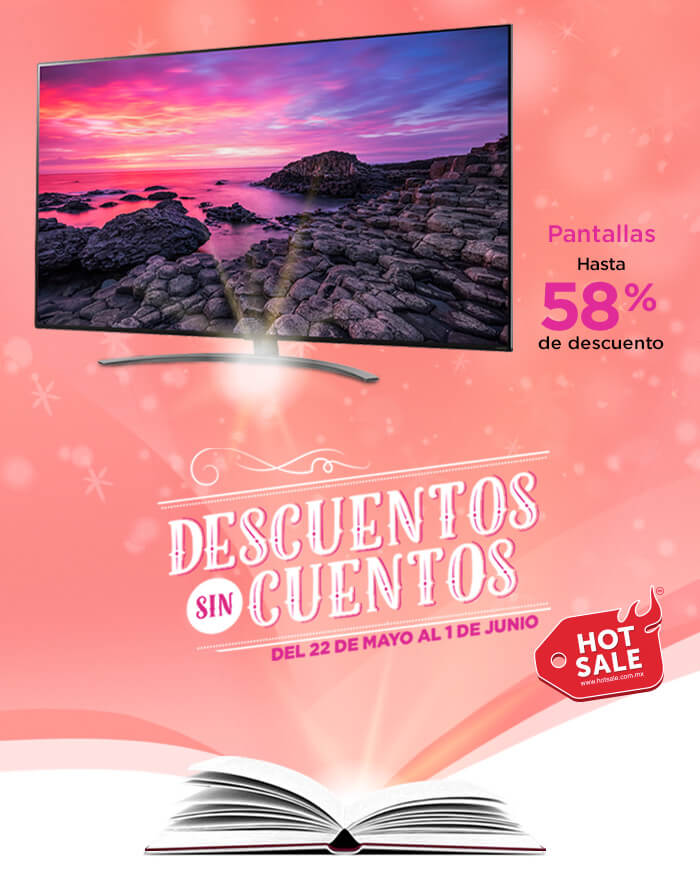 Pantallas
Hasta
58%
de descuento
DESCUENTOS
SIN CUENTOS
DEL 22 DE MAYO AL 1 DE JUNIO
HOT
SALE
www.hotsale.com.mx